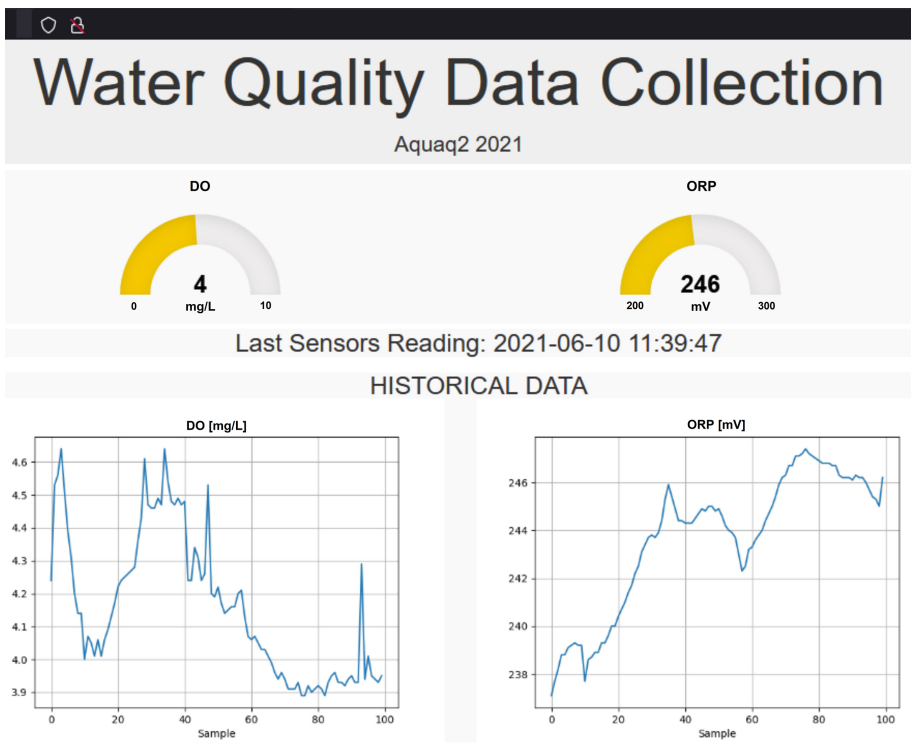 Water Quality Data Collection
Aquaq2 2021
DO
4
0 mg/L 10
ORP
246
200 mV 300
Last Sensors Reading: 2021-06-10 11:39:47
HISTORICAL DATA
DO [mg/L]
4.6
4.5
4.4
4.3
4.2
4.1
4.0
3.9
0 20 40 60 80 100
Sample
ORP [mV]
246
244
242
240
238
0 20 40 60 80 100
Sample